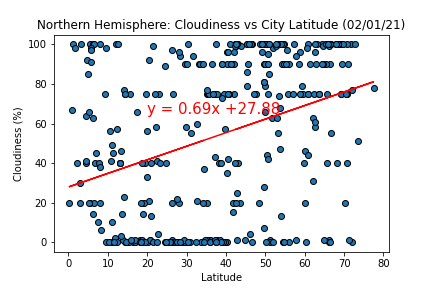 Northern Hemisphere: Cloudiness vs City Latitude (02/01/21)
100
80
60
40
20
0
Cloudiness (%)
y = 0.69x +27.88
0 10 20 30 40 50 60 70 80
Latitude